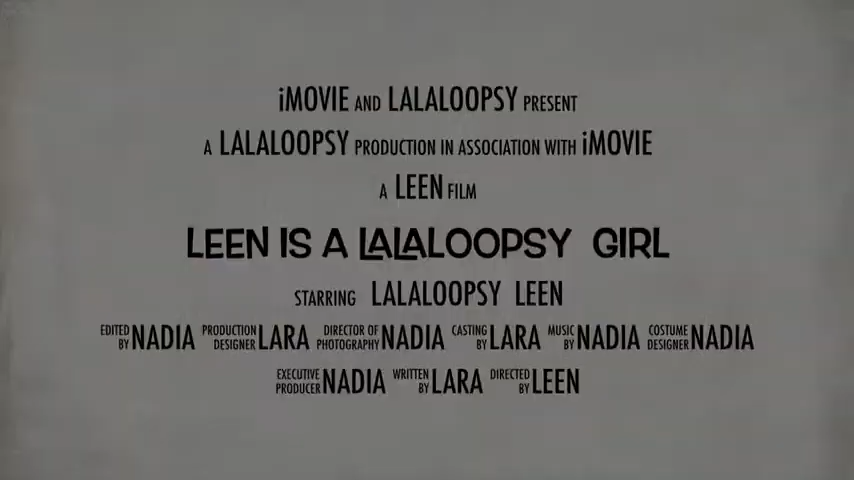 iMOVIE AND LALALOOPSY PRESENT
A LALALOOPSY PRODUCTION IN ASSOCIATION WITH iMOVIE
A LEEN FILM
LEEN IS A LALALOOPSY GIRL
STARRING LALALOOPSY LEEN
EDITED BY NADIA PRODUCTION DESIGNER LARA DIRECTOR OF PHOTOGRAPHY NADIA CASTING BY LARA MUSIC BY NADIA COSTUME DESIGNER NADIA
EXECUTIVE PRODUCER NADIA WRITTEN BY LARA DIRECTED BY LEEN